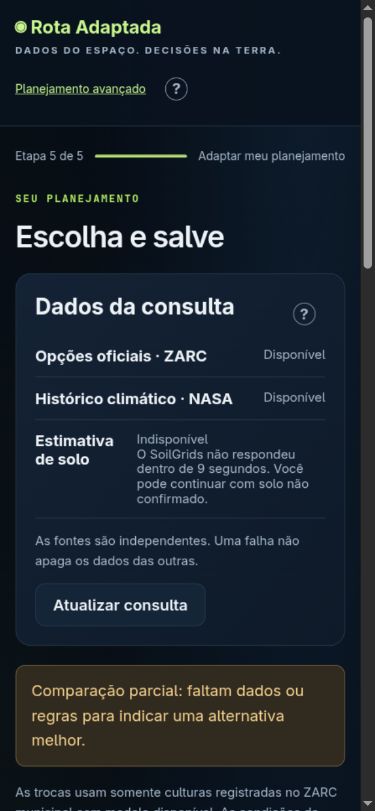 Rota Adaptada
DADOS DO ESPAÇO. DECISÕES NA TERRA.
Planejamento avançado ?
Etapa 5 de 5 Adaptar meu planejamento
SEU PLANEJAMENTO
Escolha e salve
Dados da consulta ?
Opções oficiais · ZARC Disponível
Histórico climático · NASA Disponível
Estimativa
de solo
Indisponível
O SoilGrids não respondeu
dentro de 9 segundos. Você
pode continuar com solo não
confirmado.
As fontes são independentes. Uma falha não
apaga os dados das outras.
Atualizar consulta
Comparação parcial: faltam dados ou
regras para indicar uma alternativa
melhor.
As trocas usam somente culturas registradas no ZARC